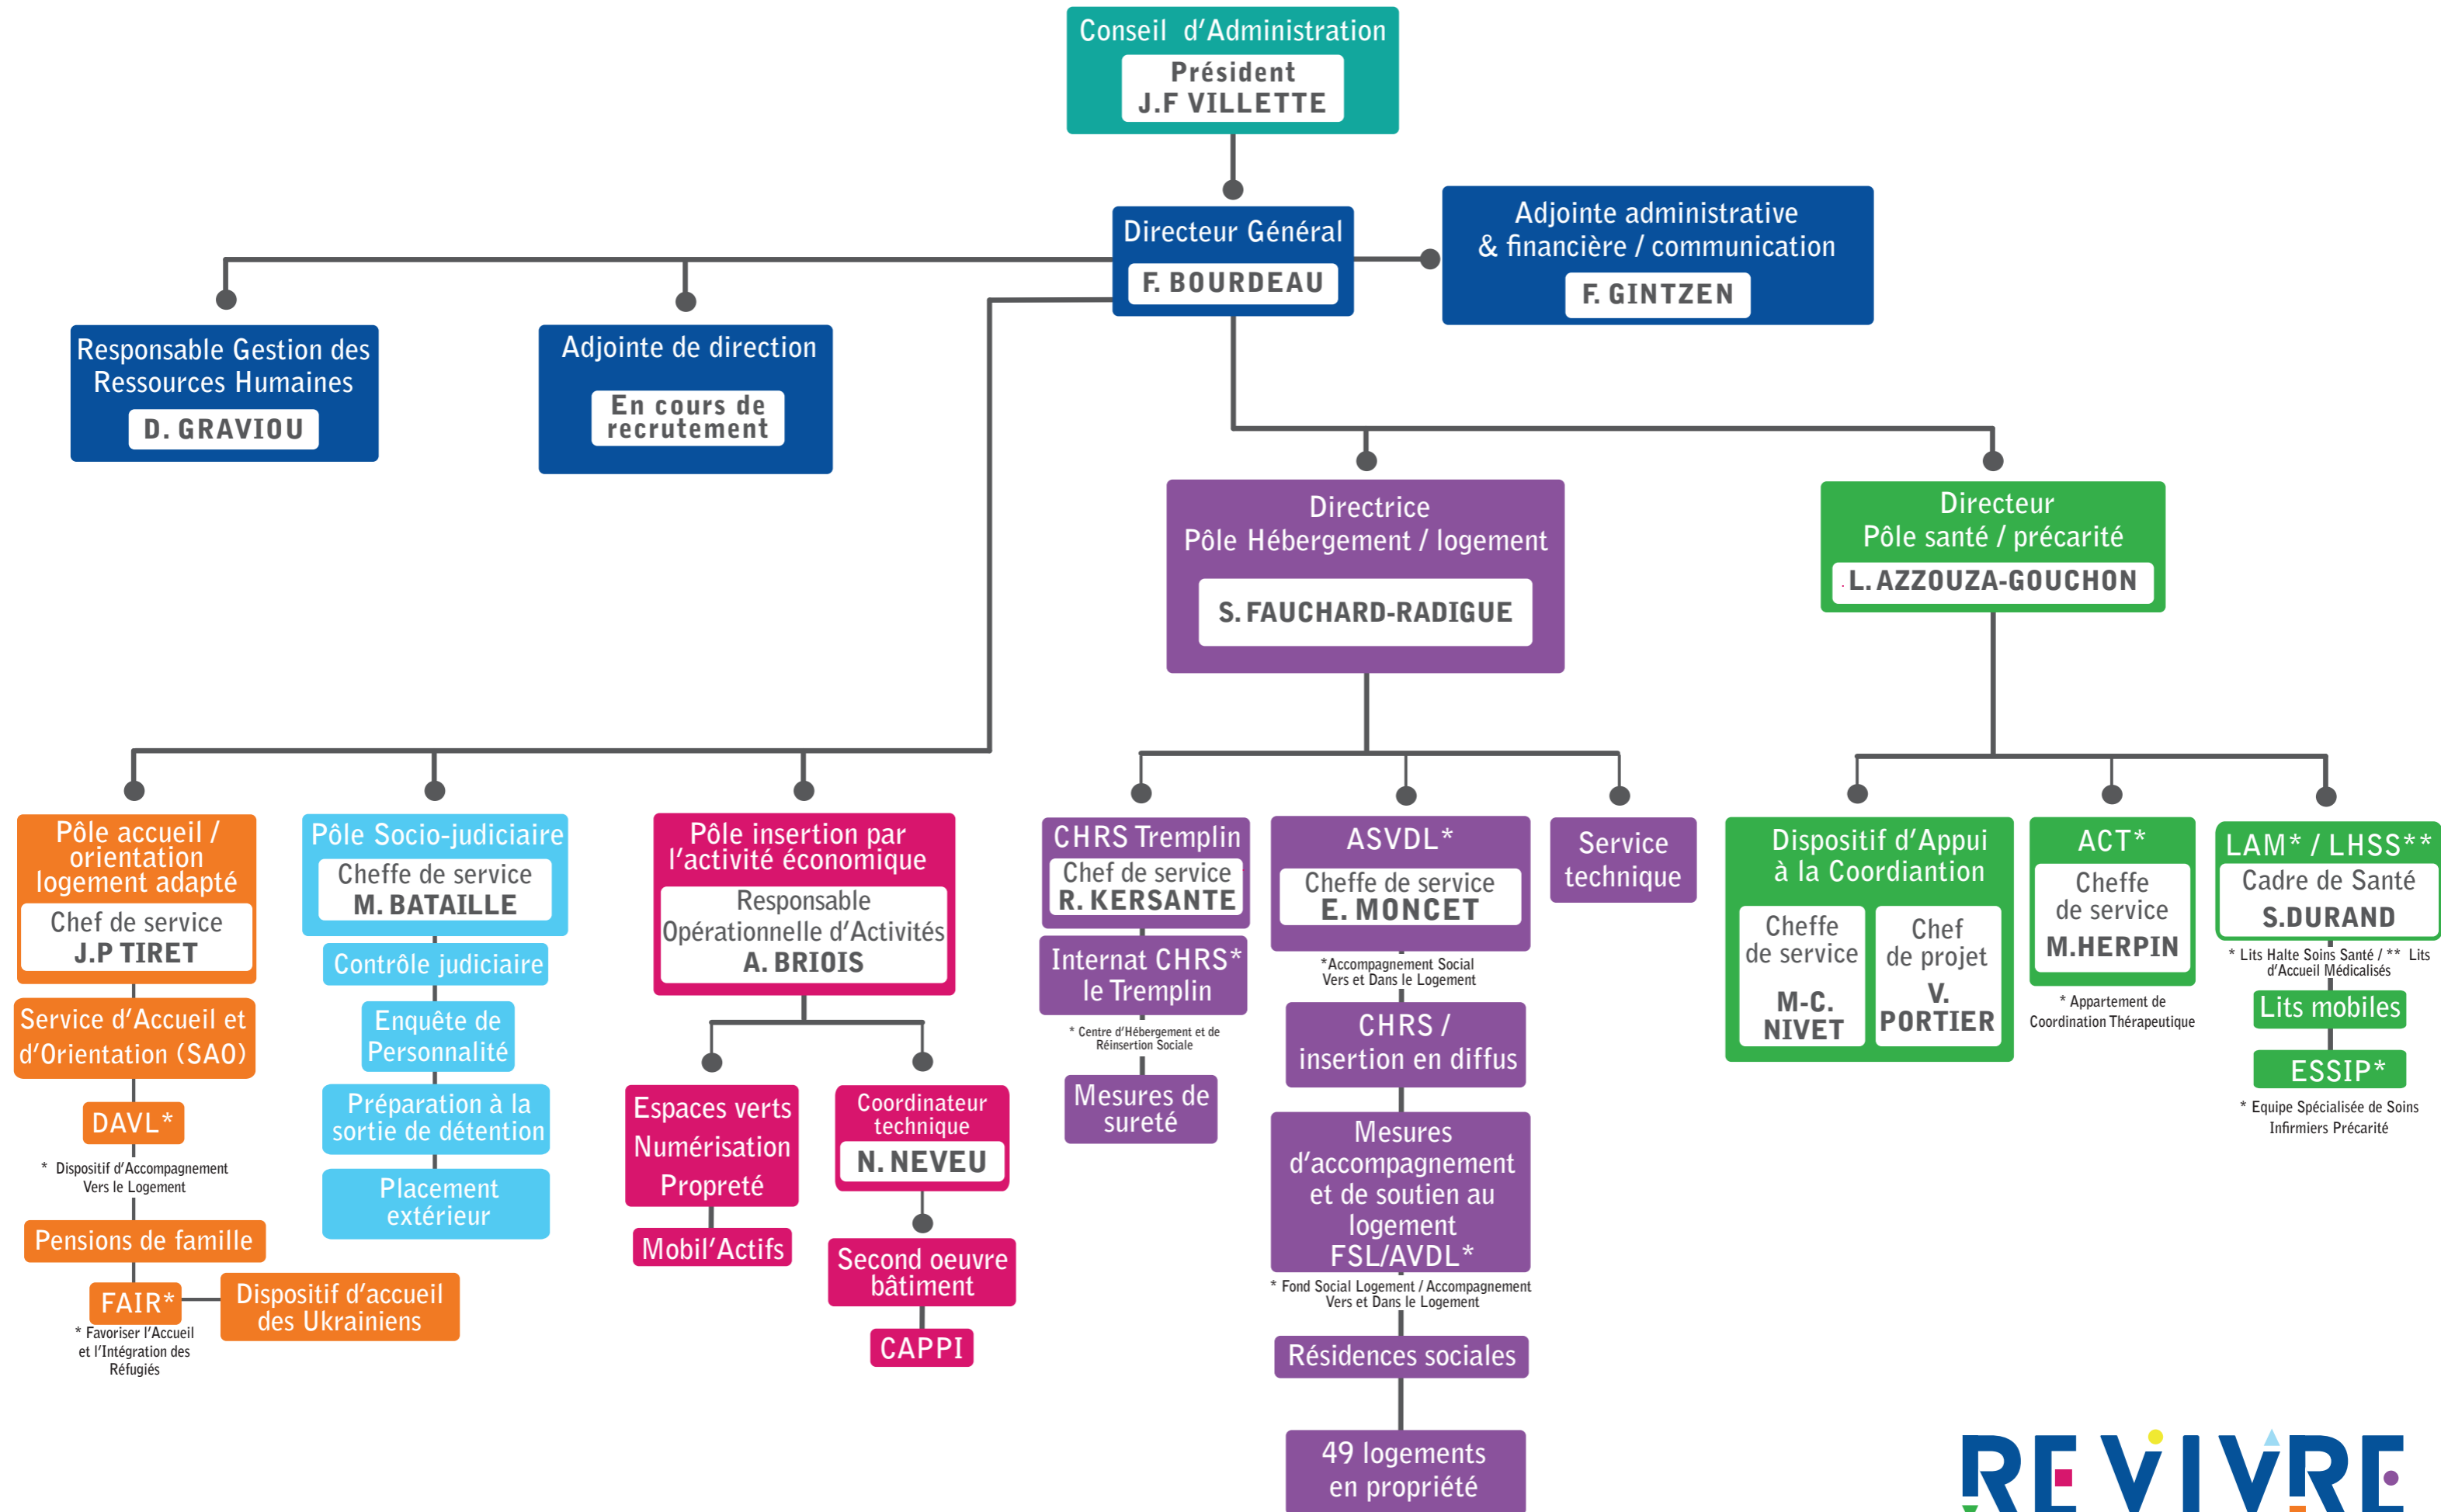 Conseil d'Administration
Président
J.F VILLETTE
Directeur Général
F. BOURDEAU
Adjointe administrative
& financière / communication
F. GINTZEN
Responsable Gestion des
Ressources Humaines
D. GRAVIOU
Adjointe de direction
En cours de
recrutement
Directrice
Pôle Hébergement / logement
S. FAUCHARD-RADIGUE
Directeur
Pôle santé / précarité
L. AZZOUZA-GOUCHON
Pôle accueil /
orientation
logement adapté
Chef de service
J.P TIRET
Service d'Accueil et
d'Orientation (SAO)
DAVL*
* Dispositif d'Accompagnement
Vers le Logement
Pensions de famille
FAIR*
* Favoriser l'Accueil
et l'Intégration des
Réfugiés
Dispositif d'accueil
des Ukrainiens
Pôle Socio-judiciaire
Cheffe de service
M. BATAILLE
Contrôle judiciaire
Enquête de
Personnalité
Préparation à la
sortie de détention
Placement
extérieur
Pôle insertion par
l'activité économique
Responsable
Opérationnelle d'Activités
A. BRIOIS
Espaces verts
Numérisation
Propreté
Mobil'Actifs
Coordinateur
technique
N. NEVEU
Second oeuvre
bâtiment
CAPPI
CHRS Tremplin
Chef de service
R. KERSANTE
Internat CHRS*
le Tremplin
* Centre d'Hébergement et de
Réinsertion Sociale
Mesures de
sureté
ASVDL*
Cheffe de service
E. MONCET
*Accompagnement Social
Vers et Dans le Logement
CHRS /
insertion en diffus
Mesures
d'accompagnement
et de soutien au
logement
FSL/AVDL*
* Fond Social Logement / Accompagnement
Vers et Dans le Logement
Résidences sociales
49 logements
en propriété
Service
technique
Dispositif d'Appui
à la Coordiantion
Cheffe
de service
M-C.
NIVET
Chef
de projet
V.
PORTIER
ACT*
Cheffe
de service
M.HERPIN
* Appartement de
Coordination Thérapeutique
LAM* / LHSS**
Cadre de Santé
S.DURAND
* Lits Halte Soins Santé / ** Lits
d'Accueil Médicalisés
Lits mobiles
ESSIP*
* Equipe Spécialisée de Soins
Infirmiers Précarité
REVIVRE